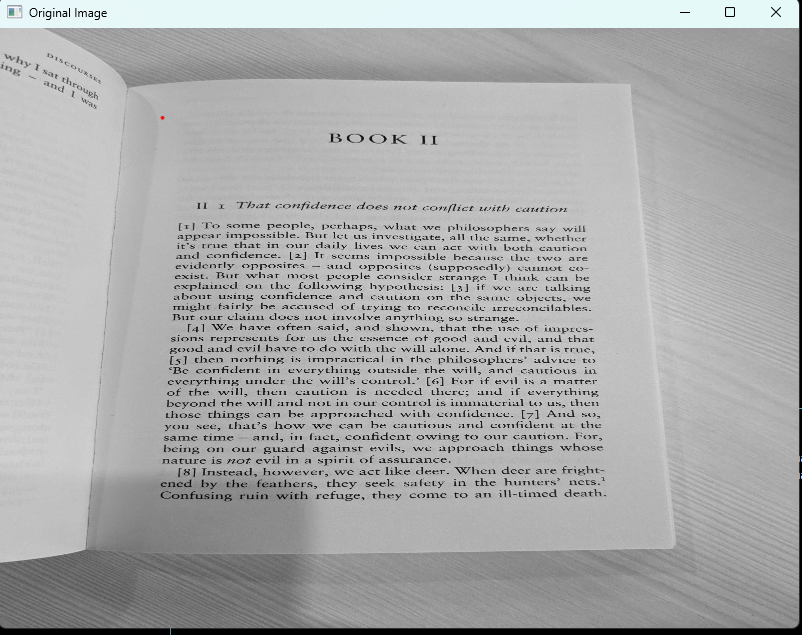 Original Image
DISCOURSES
why I sat through
ing – and I was
BOOK II
II 1 That confidence does not conflict with caution
[1] To some people, perhaps, what we philosophers say will
appear impossible. But let us investigate, all the same, whether
it's true that in our daily lives we can act with both caution
and confidence. [2] It seems impossible because the two are
evidently opposites – and opposites (supposedly) cannot co-
exist. But what most people consider strange I think can be
explained on the following hypothesis: [3] if we are talking
about using confidence and caution on the same objects, we
might fairly be accused of trying to reconcile irreconcilables.
But our claim does not involve anything so strange.
[4] We have often said, and shown, that the use of impres-
sions represents for us the essence of good and evil, and that
good and evil have to do with the will alone. And if that is true,
[5] then nothing is impractical in the philosophers' advice to
'Be confident in everything outside the will, and cautious in
everything under the will's control.' [6] For if evil is a matter
of the will, then caution is needed there; and if everything
beyond the will and not in our control is immaterial to us, then
those things can be approached with confidence. [7] And so,
you see, that's how we can be cautious and confident at the
same time – and, in fact, confident owing to our caution. For,
being on our guard against evils, we approach things whose
nature is not evil in a spirit of assurance.
[8] Instead, however, we act like deer. When deer are fright-
ened by the feathers, they seek safety in the hunters' nets.¹
Confusing ruin with refuge, they come to an ill-timed death.